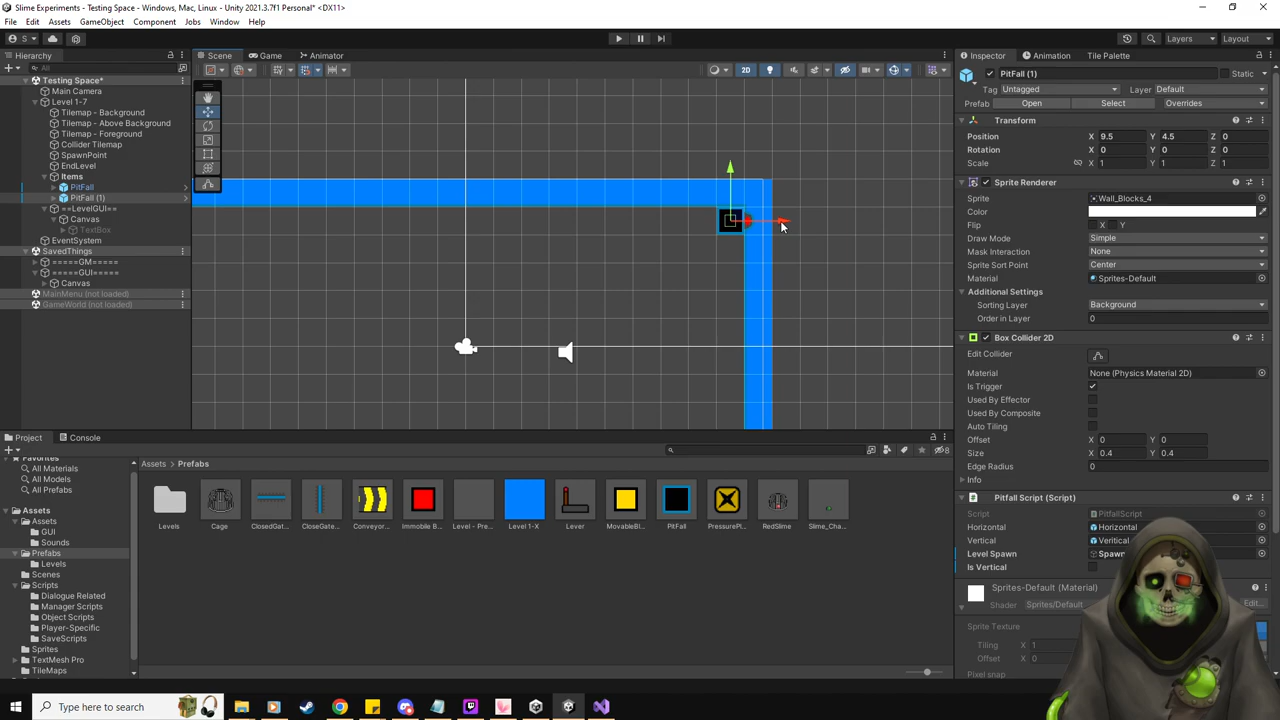 Slime Experiments - Testing Space - Windows, Mac, Linux - Unity 2021.3.7f1 Personal* <DX11>
File Edit Assets GameObject Component Jobs Window Help
S
Layers Layout
Hierarchy
All
Testing Space*
Main Camera
Level 1-7
Tilemap - Background
Tilemap - Above Background
Tilemap - Foreground
Collider Tilemap
SpawnPoint
EndLevel
Items
PitFall
PitFall (1)
==LevelGUI==
Canvas
TextBox
EventSystem
SavedThings
=====GM=====
=====GUI=====
Canvas
MainMenu (not loaded)
GameWorld (not loaded)
Scene Game Animator
2D
Inspector Animation Tile Palette
PitFall (1) Static
Tag Untagged Layer Default
Prefab Open Select Overrides
Transform
Position X 9.5 Y 4.5 Z 0
Rotation X 0 Y 0 Z 0
Scale X 1 Y 1 Z 1
Sprite Renderer
Sprite Wall_Blocks_4
Color
Flip X Y
Draw Mode Simple
Mask Interaction None
Sprite Sort Point Center
Material Sprites-Default
Additional Settings
Sorting Layer Background
Order in Layer 0
Box Collider 2D
Edit Collider
Material None (Physics Material 2D)
Is Trigger
Used By Effector
Used By Composite
Auto Tiling
Offset X 0 Y 0
Size X 0.4 Y 0.4
Edge Radius 0
Info
Pitfall Script (Script)
Script PitfallScript
Horizontal Horizontal
Vertical Veritical
Level Spawn Spawn
Is Vertical
Sprites-Default (Material)
Shader Sprites/Default Edit...
Sprite Texture
Tiling X 1
Offset X 0
Pixel snap
Project Console
8
Favorites
All Materials
All Models
All Prefabs
Assets
Assets
GUI
Sounds
Prefabs
Levels
Scenes
Scripts
Dialogue Related
Manager Scripts
Object Scripts
Player-Specific
SaveScripts
Sprites
TextMesh Pro
TileMaps
Assets > Prefabs
Levels Cage ClosedGat... CloseGate... Conveyor... Immobile B... Level - Pre... Level 1-X Lever MovableBl... PitFall PressurePl... RedSlime Slime_Cha...
Type here to search